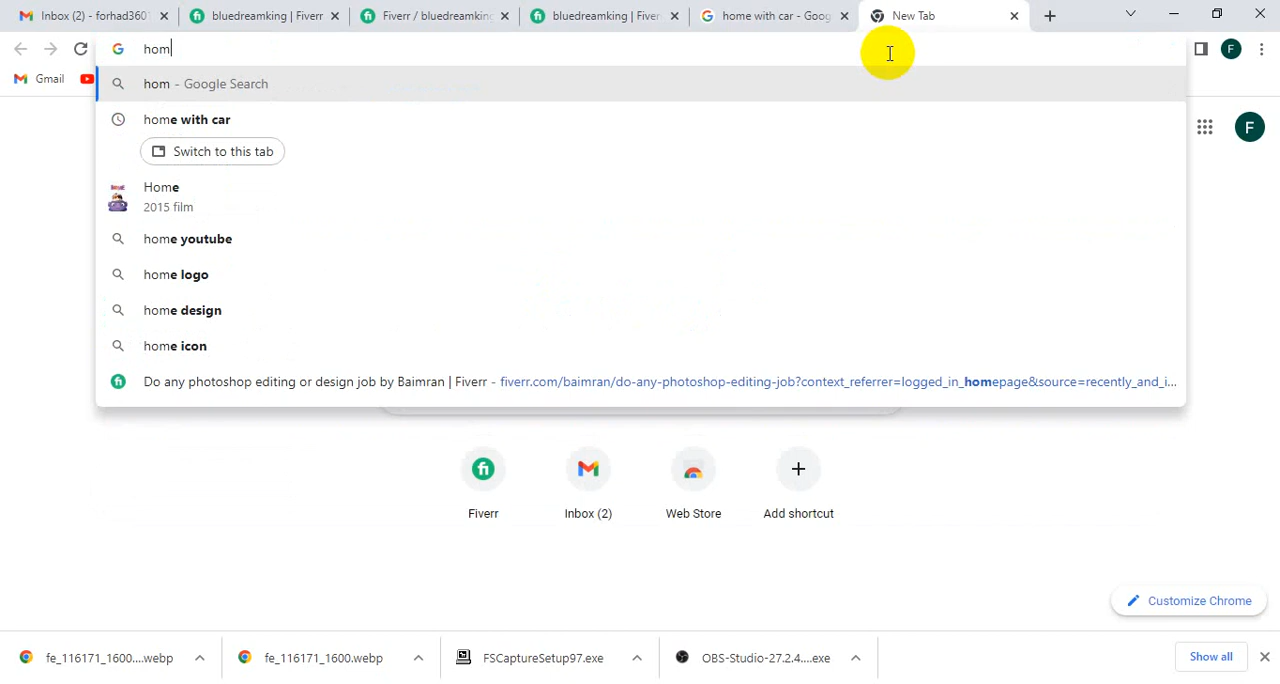 Inbox (2) - forhad3601
bluedreamking | Fiverr
Fiverr / bluedreamking
bluedreamking | Fiver
home with car - Goog
New Tab
hom
Gmail
F
hom - Google Search
home with car
Switch to this tab
F
Home
2015 film
home youtube
home logo
home design
home icon
Do any photoshop editing or design job by Baimran | Fiverr - fiverr.com/baimran/do-any-photoshop-editing-job?context_referrer=logged_in_homepage&source=recently_and_i...
Fiverr
Inbox (2)
Web Store
Add shortcut
Customize Chrome
fe_116171_1600....webp
fe_116171_1600.webp
FSCaptureSetup97.exe
OBS-Studio-27.2.4....exe
Show all